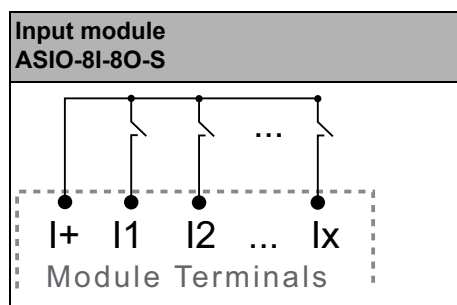 Input module
ASIO-8I-8O-S
...
I+ I1 I2 ... Ix
Module Terminals